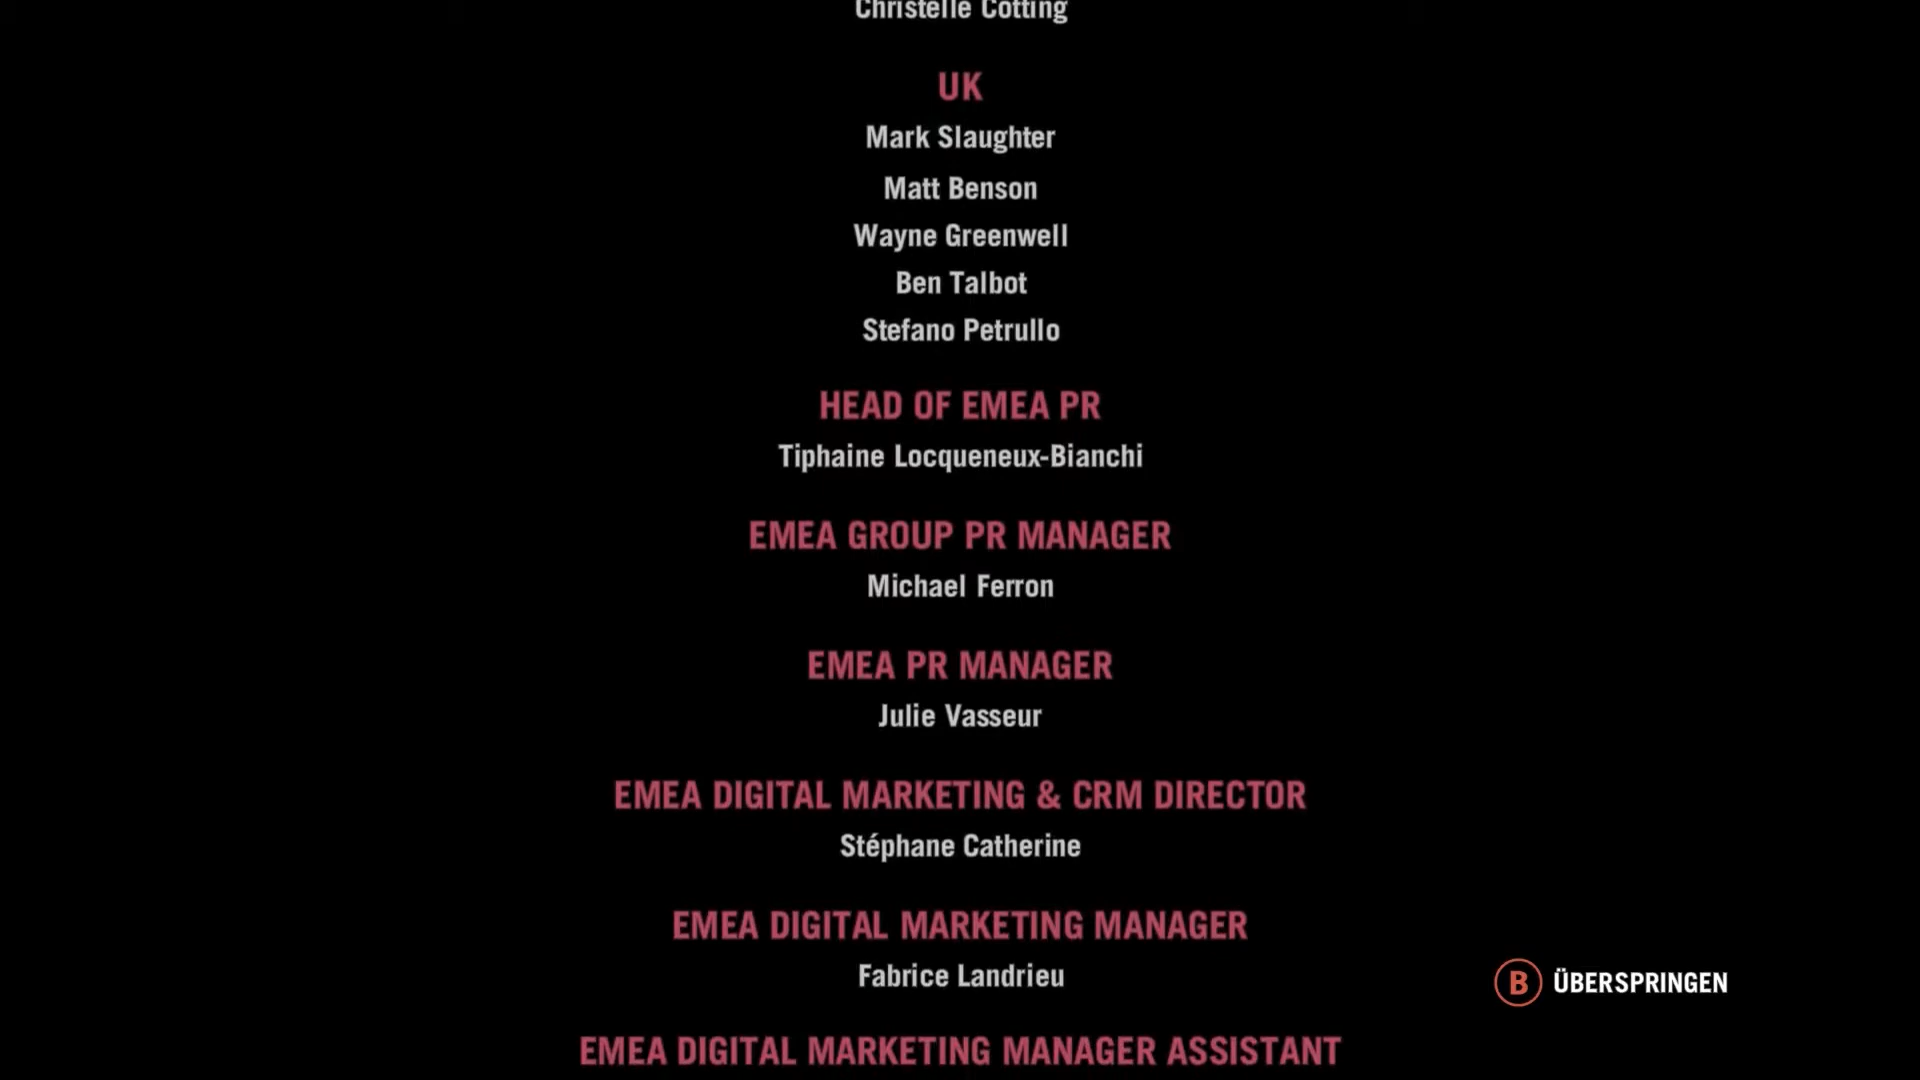 Christelle Cotting
UK
Mark Slaughter
Matt Benson
Wayne Greenwell
Ben Talbot
Stefano Petrullo
HEAD OF EMEA PR
Tiphaine Locqueneux-Bianchi
EMEA GROUP PR MANAGER
Michael Ferron
EMEA PR MANAGER
Julie Vasseur
EMEA DIGITAL MARKETING & CRM DIRECTOR
Stéphane Catherine
EMEA DIGITAL MARKETING MANAGER
Fabrice Landrieu
B ÜBERSPRINGEN
EMEA DIGITAL MARKETING MANAGER ASSISTANT